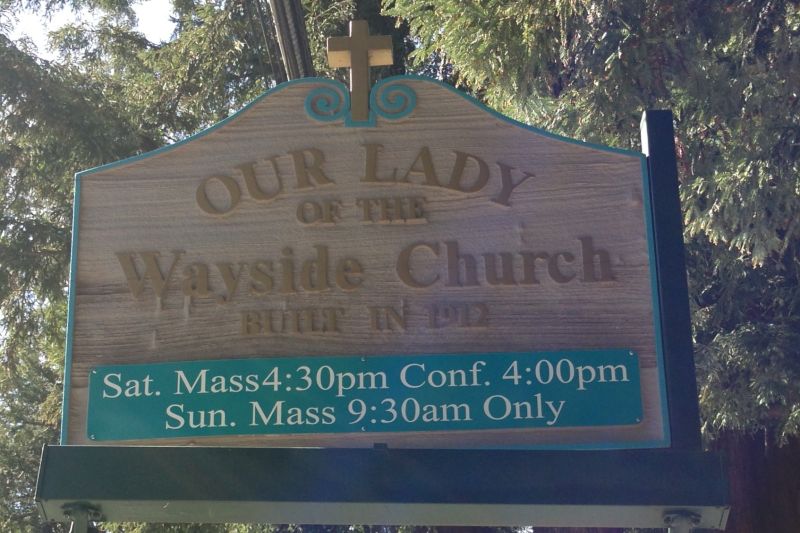 OUR LADY
OF THE
Wayside Church
BUILT IN 1912
Sat. Mass4:30pm Conf. 4:00pm
Sun. Mass 9:30am Only